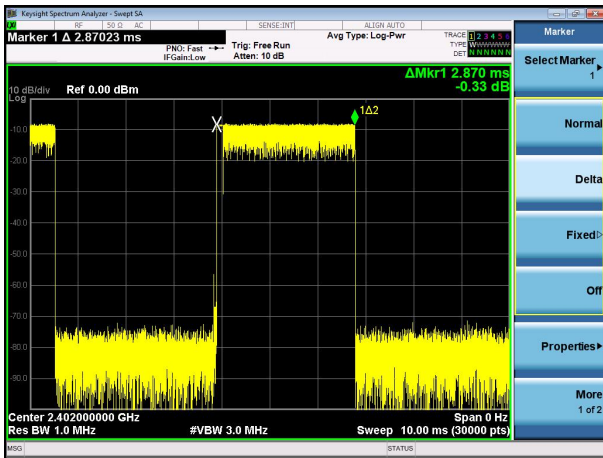 Keysight Spectrum Analyzer - Swept SA
LXI RF 50 Ω AC SENSE:INT ALIGN AUTO
Marker 1 Δ 2.87023 ms
PNO: Fast
IFGain:Low
Trig: Free Run
Atten: 10 dB
Avg Type: Log-Pwr
TRACE 1 2 3 4 5 6
TYPE WWWWWW
DET N N N N N N
ΔMkr1 2.870 ms
-0.33 dB
10 dB/div Ref 0.00 dBm
Log
1Δ2
-10.0
-20.0
-30.0
-40.0
-50.0
-60.0
-70.0
-80.0
-90.0
Center 2.402000000 GHz Span 0 Hz
Res BW 1.0 MHz #VBW 3.0 MHz Sweep 10.00 ms (30000 pts)
MSG STATUS
Marker
Select Marker
1
Normal
Delta
Fixed
Off
Properties
More
1 of 2